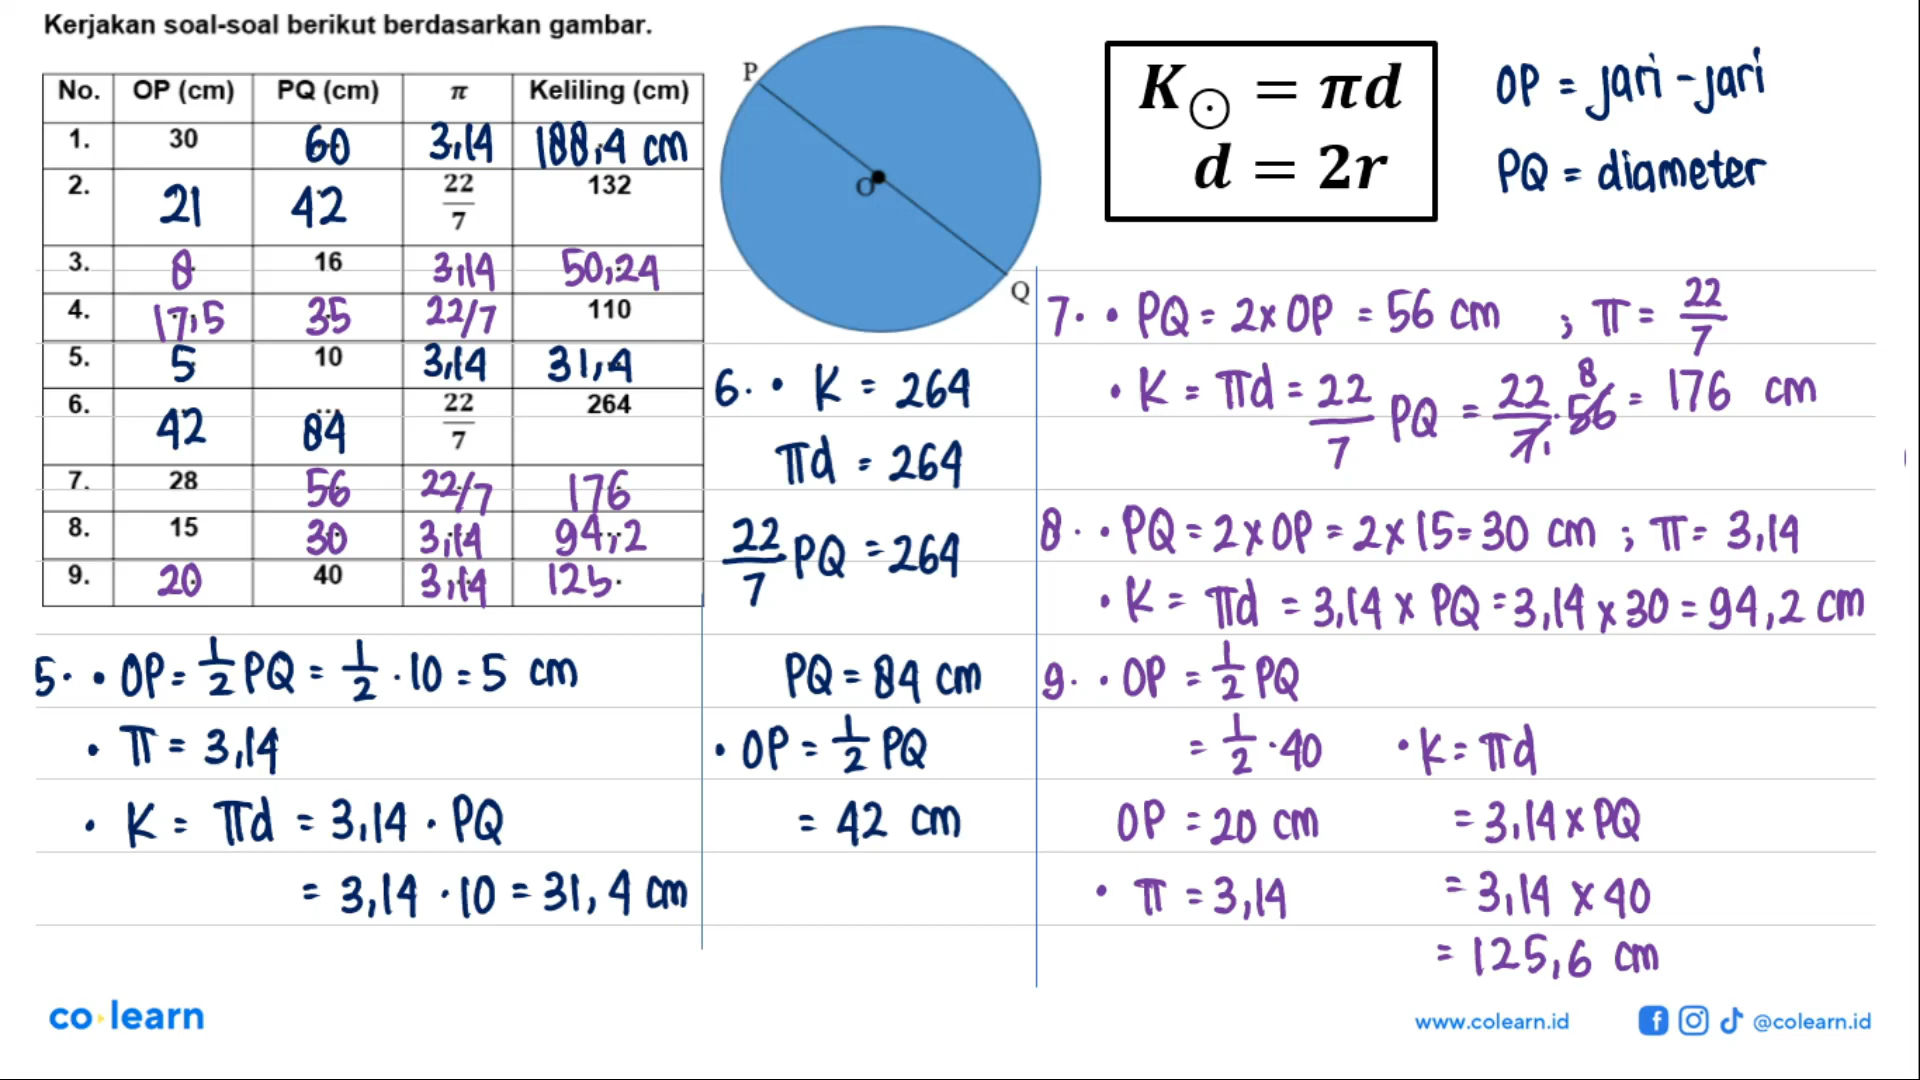 Kerjakan soal-soal berikut berdasarkan gambar.
No. OP (cm) PQ (cm) π Keliling (cm)
1. 30 60 3,14 188,4 cm
2. 21 42 22/7 132
3. 8 16 3,14 50,24
4. 17,5 35 22/7 110
5. 5 10 3,14 31,4
6. 42 84 22/7 264
7. 28 56 22/7 176
8. 15 30 3,14 94,2
9. 20 40 3,14 125
P
O
Q
K⊙ = πd
d = 2r
OP = jari-jari
PQ = diameter
5. • OP = 1/2 PQ = 1/2 · 10 = 5 cm
• π = 3,14
• K = πd = 3,14 · PQ
= 3,14 · 10 = 31,4 cm
6. • K = 264
πd = 264
22/7 PQ = 264
PQ = 84 cm
• OP = 1/2 PQ
= 42 cm
7. • PQ = 2 x OP = 56 cm ; π = 22/7
• K = πd = 22/7 PQ = 22/7 · 56 = 176 cm
8
1
8. • PQ = 2 x OP = 2 x 15 = 30 cm ; π = 3,14
• K = πd = 3,14 x PQ = 3,14 x 30 = 94,2 cm
9. • OP = 1/2 PQ
= 1/2 · 40
OP = 20 cm
• π = 3,14
• K = πd
= 3,14 x PQ
= 3,14 x 40
= 125,6 cm
co learn
www.colearn.id
@colearn.id